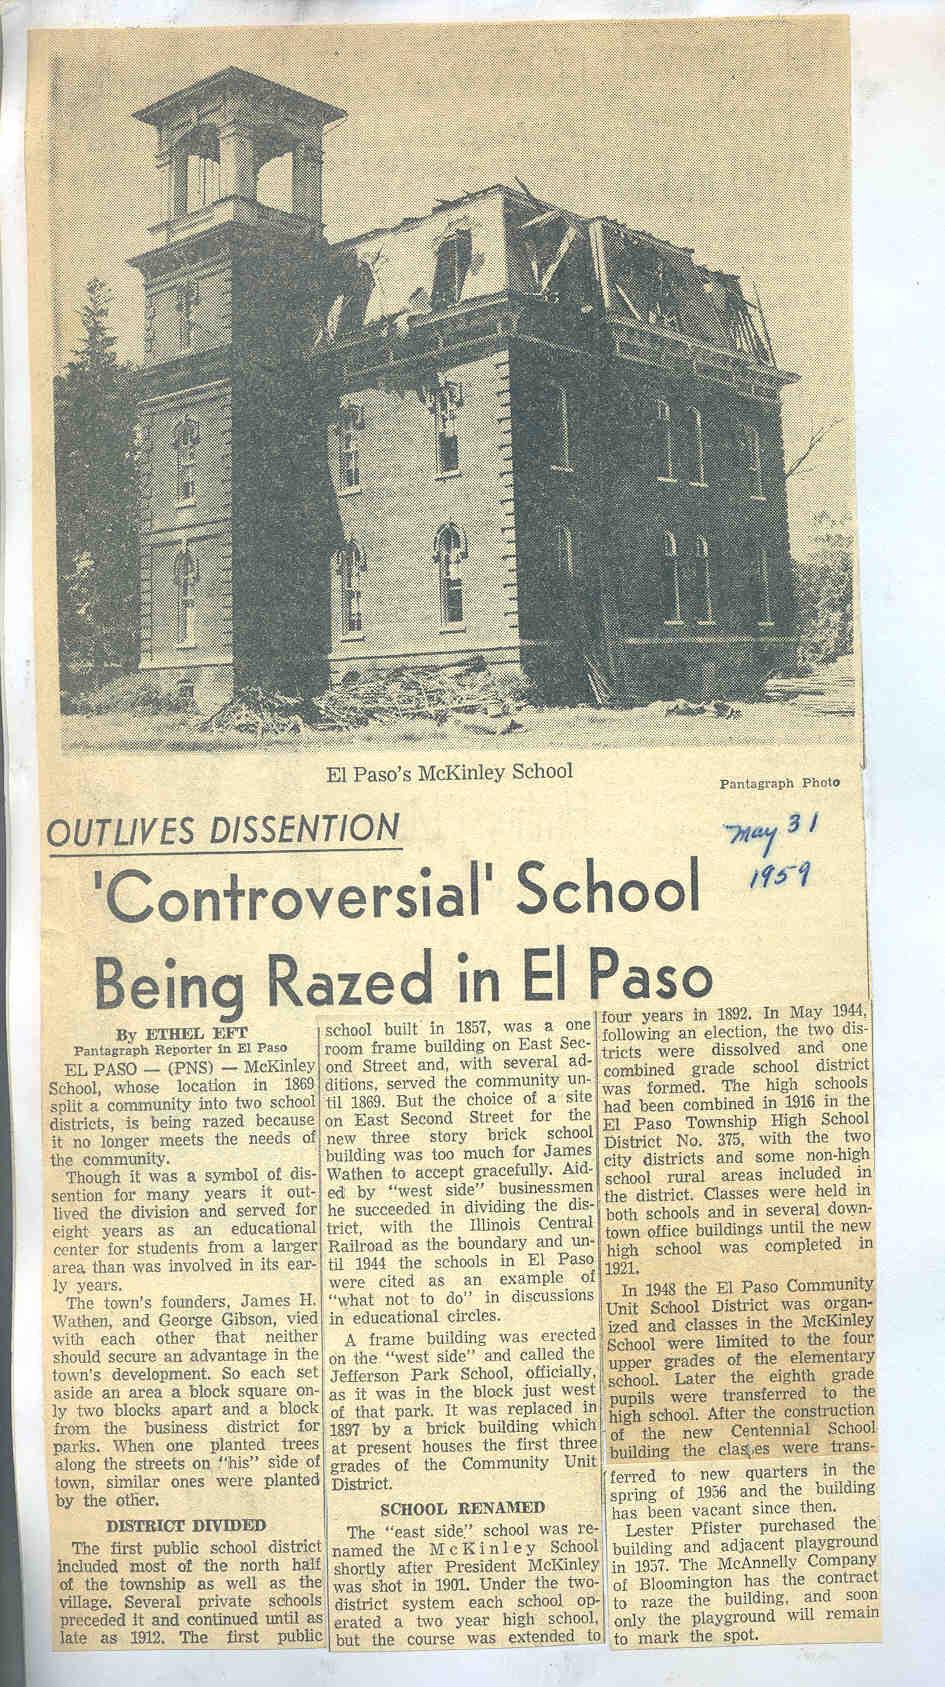 El Paso's McKinley School
Pantagraph Photo
OUTLIVES DISSENTION
May 31
1959
'Controversial' School
Being Razed in El Paso
By ETHEL EFT
Pantagraph Reporter in El Paso
EL PASO — (PNS) — McKinley
School, whose location in 1869
split a community into two school
districts, is being razed because
it no longer meets the needs of
the community.
Though it was a symbol of dis-
sention for many years it out-
lived the division and served for
eight years as an educational
center for students from a larger
area than was involved in its ear-
ly years.
The town's founders, James H.
Wathen, and George Gibson, vied
with each other that neither
should secure an advantage in the
town's development. So each set
aside an area a block square on-
ly two blocks apart and a block
from the business district for
parks. When one planted trees
along the streets on "his" side of
town, similar ones were planted
by the other.
DISTRICT DIVIDED
The first public school district
included most of the north half
of the township as well as the
village. Several private schools
preceded it and continued until as
late as 1912. The first public
school built in 1857, was a one
room frame building on East Sec-
ond Street and, with several ad-
ditions, served the community un-
til 1869. But the choice of a site
on East Second Street for the
new three story brick school
building was too much for James
Wathen to accept gracefully. Aid-
ed by "west side" businessmen
he succeeded in dividing the dis-
trict, with the Illinois Central
Railroad as the boundary and un-
til 1944 the schools in El Paso
were cited as an example of
"what not to do" in discussions
in educational circles.
A frame building was erected
on the "west side" and called the
Jefferson Park School, officially,
as it was in the block just west
of that park. It was replaced in
1897 by a brick building which
at present houses the first three
grades of the Community Unit
District.
SCHOOL RENAMED
The "east side" school was re-
named the McKinley School
shortly after President McKinley
was shot in 1901. Under the two-
district system each school op-
erated a two year high school,
but the course was extended to
four years in 1892. In May 1944,
following an election, the two dis-
tricts were dissolved and one
combined grade school district
was formed. The high schools
had been combined in 1916 in the
El Paso Township High School
District No. 375, with the two
city districts and some non-high
school rural areas included in
the district. Classes were held in
both schools and in several down-
town office buildings until the new
high school was completed in
1921.
In 1948 the El Paso Community
Unit School District was organ-
ized and classes in the McKinley
School were limited to the four
upper grades of the elementary
school. Later the eighth grade
pupils were transferred to the
high school. After the construction
of the new Centennial School
building the classes were trans-
ferred to new quarters in the
spring of 1956 and the building
has been vacant since then.
Lester Pfister purchased the
building and adjacent playground
in 1957. The McAnnelly Company
of Bloomington has the contract
to raze the building, and soon
only the playground will remain
to mark the spot.